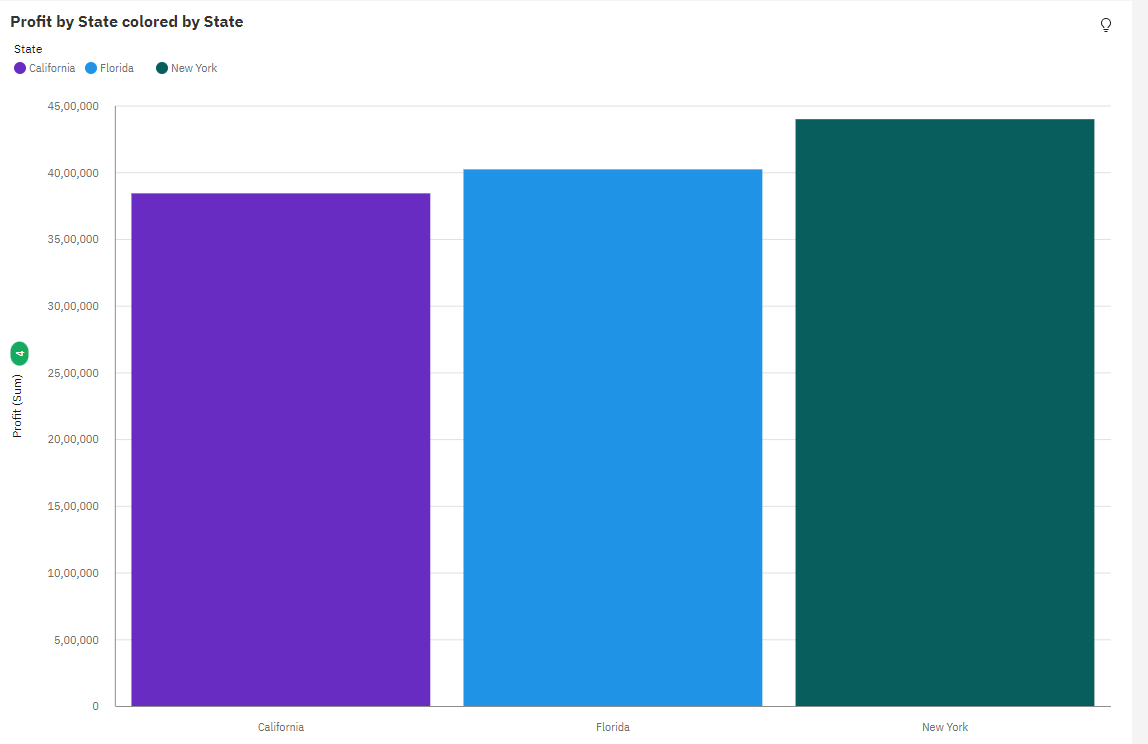 Profit by State colored by State
State
California Florida New York
45,00,000
40,00,000
35,00,000
30,00,000
25,00,000
20,00,000
15,00,000
10,00,000
5,00,000
0
Profit (Sum) 4
California Florida New York